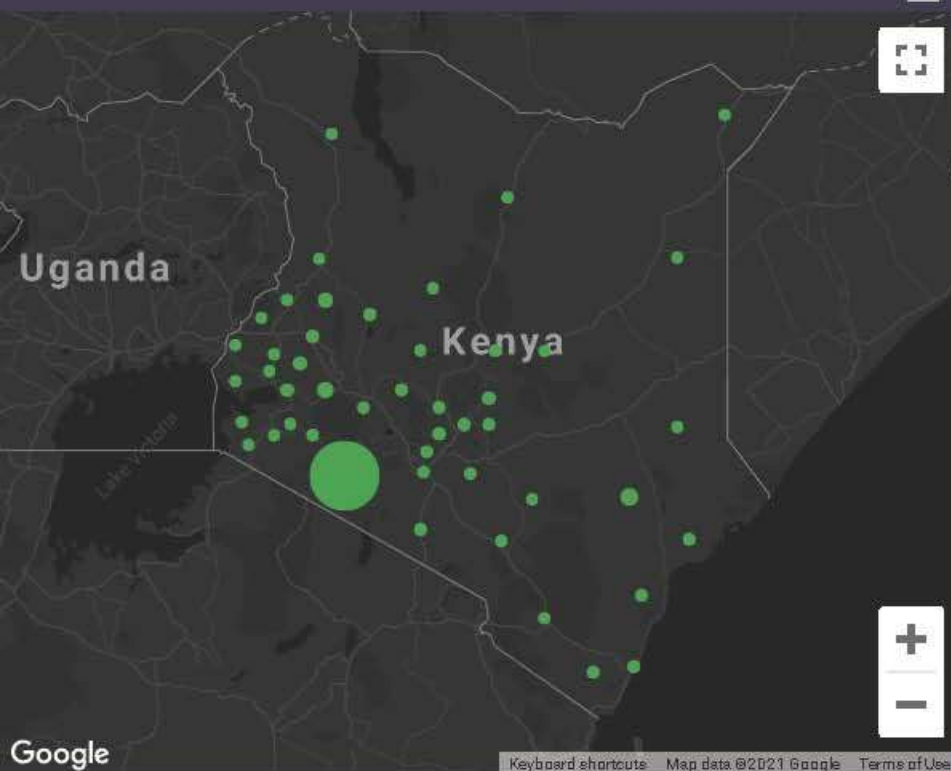 Uganda
Kenya
Lake Victoria
Google
Keyboard shortcuts Map data ©2021 Google Terms of Use